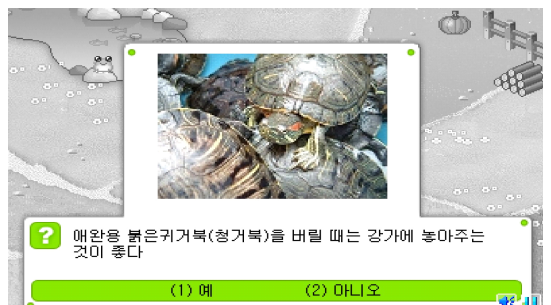 ?
애완용 붉은귀거북(청거북)을 버릴 때는 강가에 놓아주는
것이 좋다
(1) 예 (2) 아니오